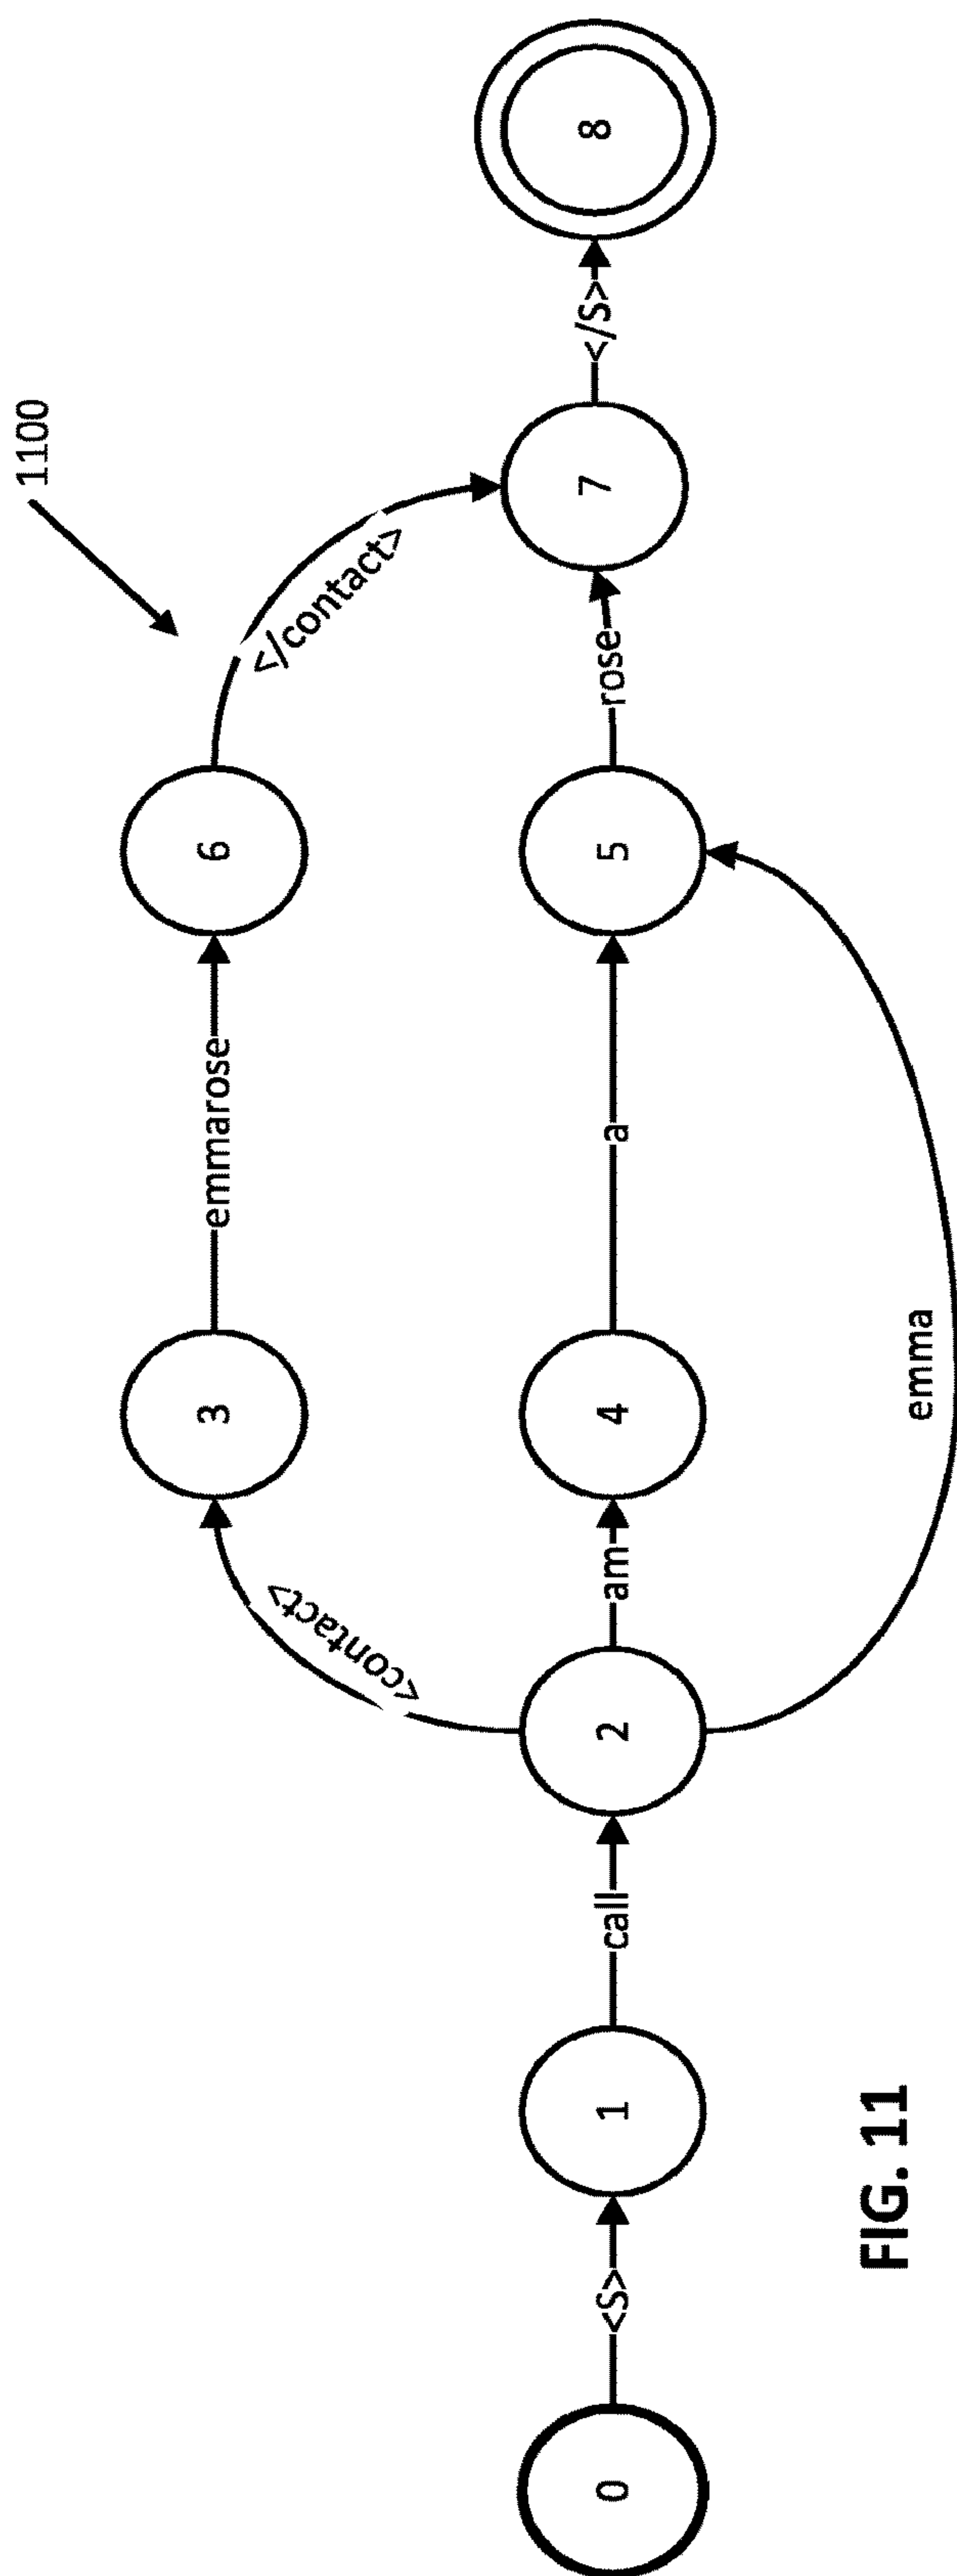 1100
0
<S>
1
call
2
<contact>
3
emmarose
6
</contact>
am
4
a
5
rose
emma
7
</S>
8
FIG. 11